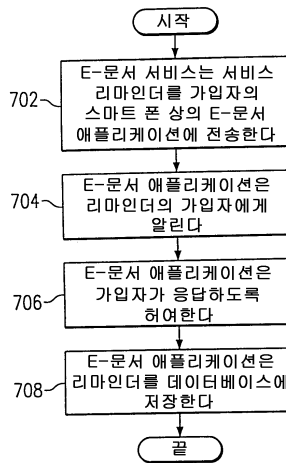 시작
702
E-문서 서비스는 서비스
리마인더를 가입자의
스마트 폰 상의 E-문서
애플리케이션에 전송한다
704
E-문서 애플리케이션은
리마인더의 가입자에게
알린다
706
E-문서 애플리케이션은
가입자가 응답하도록
허여한다
708
E-문서 애플리케이션은
리마인더를 데이터베이스에
저장한다
끝